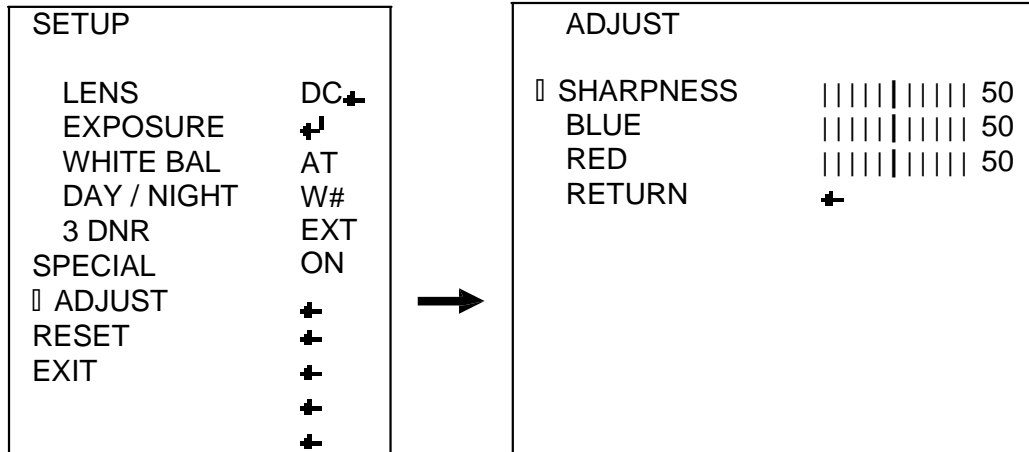 SETUP
LENS DC↵
EXPOSURE ↵
WHITE BAL AT
DAY / NIGHT W#
3 DNR EXT
SPECIAL ON
▯ ADJUST ↵
RESET ↵
EXIT ↵
↵
↵
ADJUST
▯ SHARPNESS |||||||||||  50
BLUE ||||||||||| 50
RED ||||||||||| 50
RETURN ↵